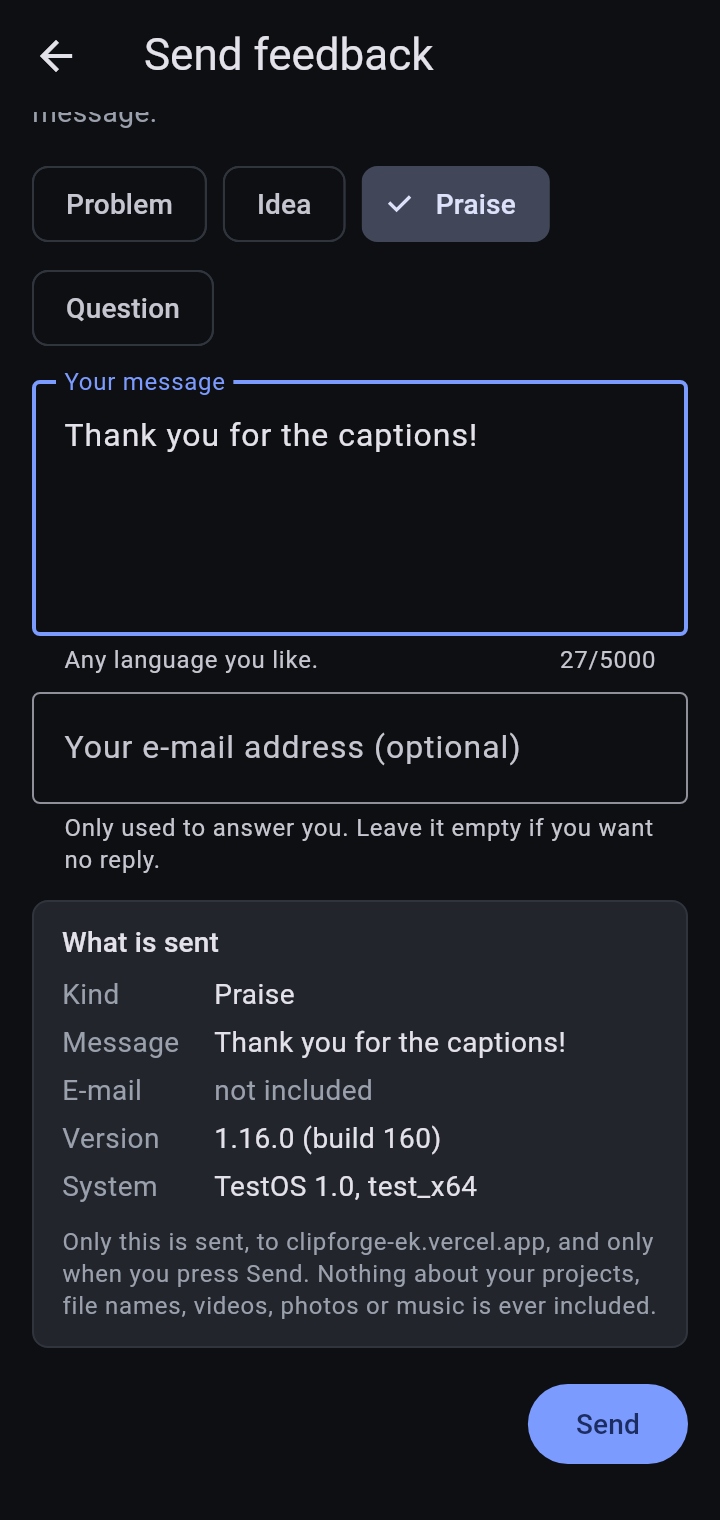 Send feedback
message.
Problem
Idea
Praise
Question
Your message
Thank you for the captions!
Any language you like.
27/5000
Your e-mail address (optional)
Only used to answer you. Leave it empty if you want
no reply.
What is sent
Kind Praise
Message Thank you for the captions!
E-mail not included
Version 1.16.0 (build 160)
System TestOS 1.0, test_x64
Only this is sent, to clipforge-ek.vercel.app, and only
when you press Send. Nothing about your projects,
file names, videos, photos or music is ever included.
Send